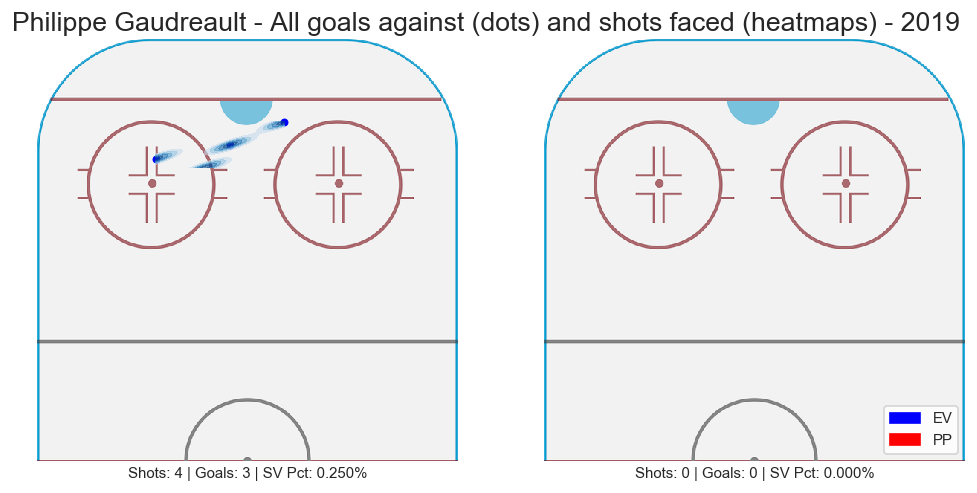 Philippe Gaudreault - All goals against (dots) and shots faced (heatmaps) - 2019
EV
PP
Shots: 4 | Goals: 3 | SV Pct: 0.250%
Shots: 0 | Goals: 0 | SV Pct: 0.000%